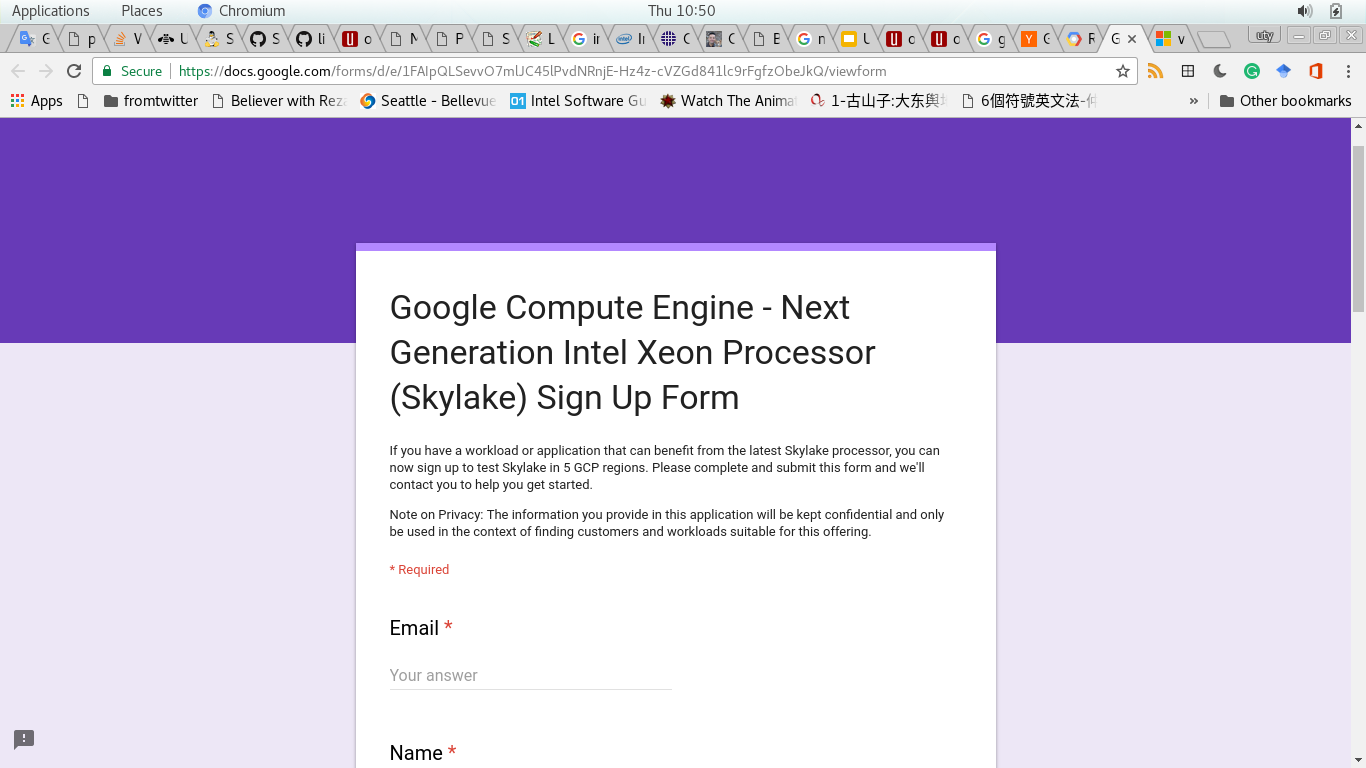 Applications Places Chromium Thu 10:50
G p W U S S li o N P S L in In C C E n U o o g g G R G v uty
Secure https://docs.google.com/forms/d/e/1FAIpQLSevvO7mlJC45lPvdNRnjE-Hz4z-cVZGd841lc9rFgfzObeJkQ/viewform
Apps fromtwitter Believer with Reza Seattle - Bellevue Intel Software Gu Watch The Animat 1-古山子:大东與 6個符號英文法-仲 » Other bookmarks
Google Compute Engine - Next
Generation Intel Xeon Processor
(Skylake) Sign Up Form
If you have a workload or application that can benefit from the latest Skylake processor, you can
now sign up to test Skylake in 5 GCP regions. Please complete and submit this form and we'll
contact you to help you get started.
Note on Privacy: The information you provide in this application will be kept confidential and only
be used in the context of finding customers and workloads suitable for this offering.
* Required
Email *
Your answer
Name *